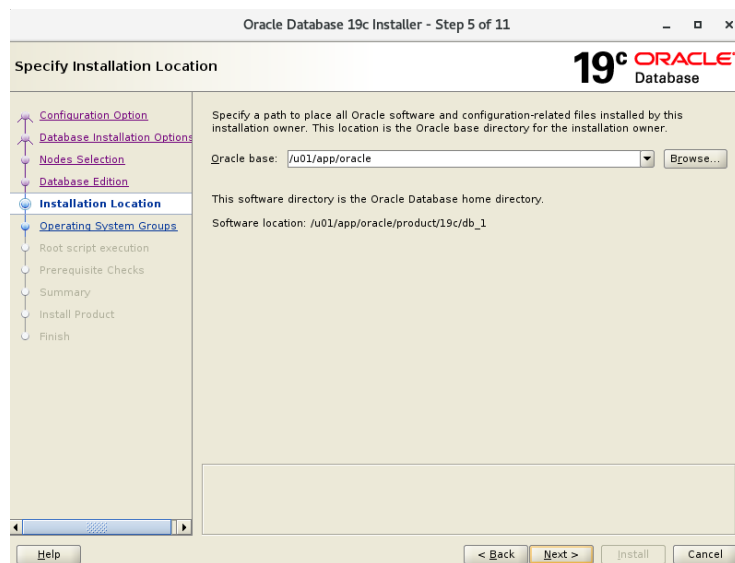 Oracle Database 19c Installer - Step 5 of 11
Specify Installation Location
19c ORACLE
Database
Configuration Option
Database Installation Options
Nodes Selection
Database Edition
Installation Location
Operating System Groups
Root script execution
Prerequisite Checks
Summary
Install Product
Finish
Specify a path to place all Oracle software and configuration-related files installed by this
installation owner. This location is the Oracle base directory for the installation owner.
Oracle base: /u01/app/oracle Browse...
This software directory is the Oracle Database home directory.
Software location: /u01/app/oracle/product/19c/db_1
Help < Back Next > Install Cancel